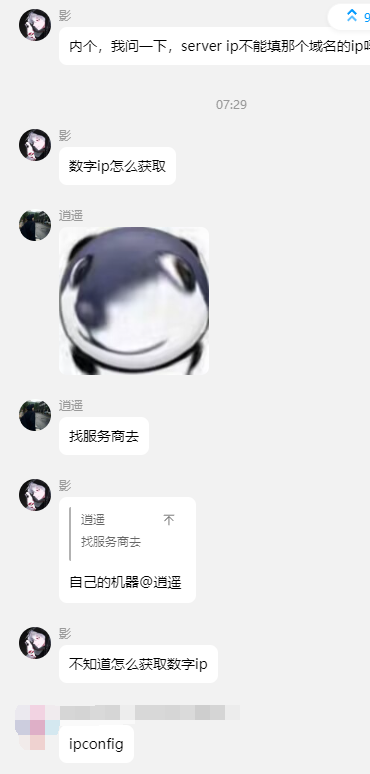 影
内个，我问一下，server ip不能填那个域名的ip
9
07:29
影
数字ip怎么获取
逍遥
逍遥
找服务商去
影
逍遥
找服务商去
自己的机器@逍遥
影
不知道怎么获取数字ip
ipconfig